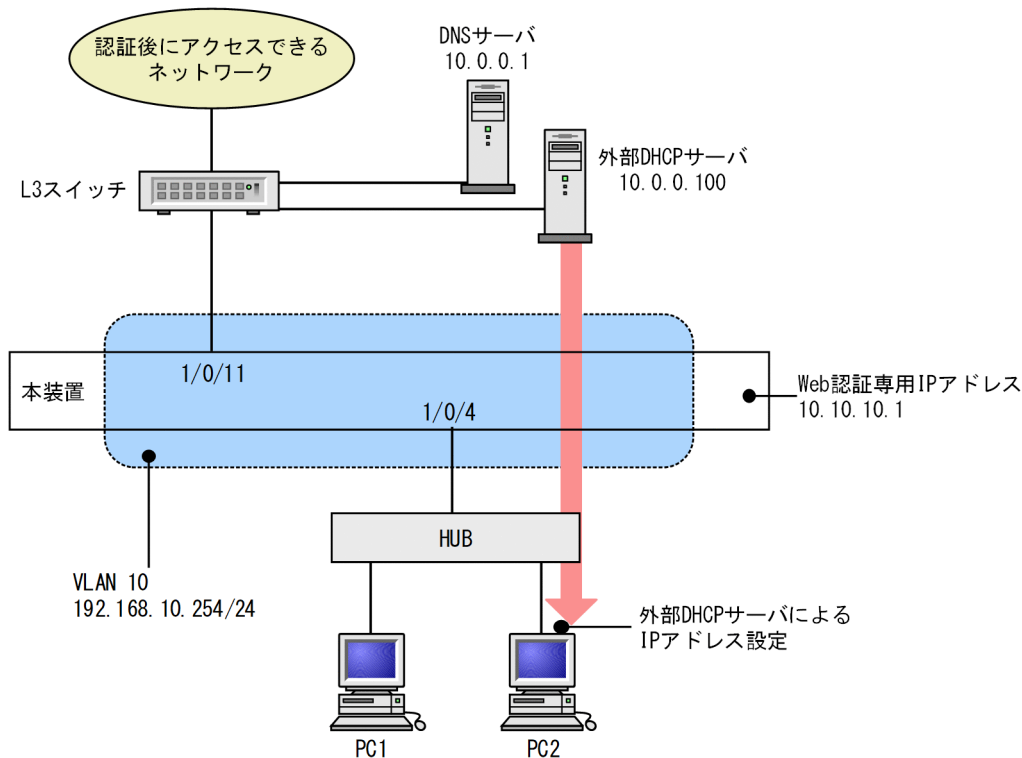 認証後にアクセスできる
ネットワーク
DNSサーバ
10.0.0.1
外部DHCPサーバ
10.0.0.100
L3スイッチ
1/0/11
本装置
1/0/4
Web認証専用IPアドレス
10.10.10.1
HUB
VLAN 10
192.168.10.254/24
外部DHCPサーバによる
IPアドレス設定
PC1
PC2